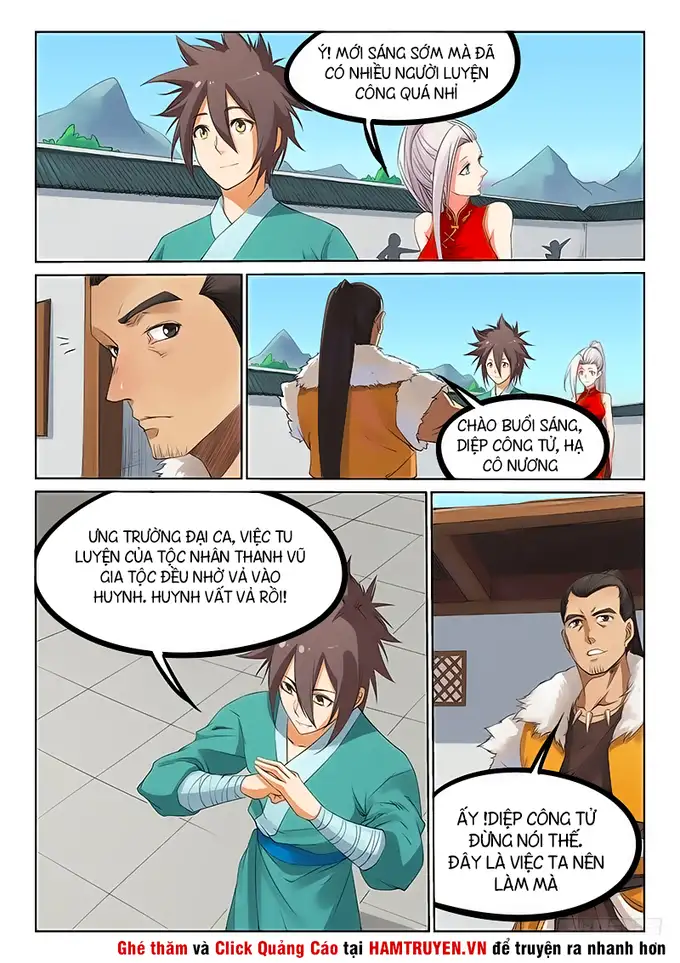 Ý! MỚI SÁNG SỚM MÀ ĐÃ
CÓ NHIỀU NGƯỜI LUYỆN
CÔNG QUÁ NHỈ
CHÀO BUỔI SÁNG,
DIỆP CÔNG TỬ, HẠ
CÔ NƯƠNG
ƯNG TRƯỜNG ĐẠI CA, VIỆC TU
LUYỆN CỦA TỘC NHÂN THANH VŨ
GIA TỘC ĐỀU NHỜ VẢ VÀO
HUYNH. HUYNH VẤT VẢ RỒI!
ẤY !DIỆP CÔNG TỬ
ĐỪNG NÓI THẾ.
ĐÂY LÀ VIỆC TA NÊN
LÀM MÀ
Ghé thăm và Click Quảng Cáo tại HAMTRUYEN.VN để truyện ra nhanh hơn